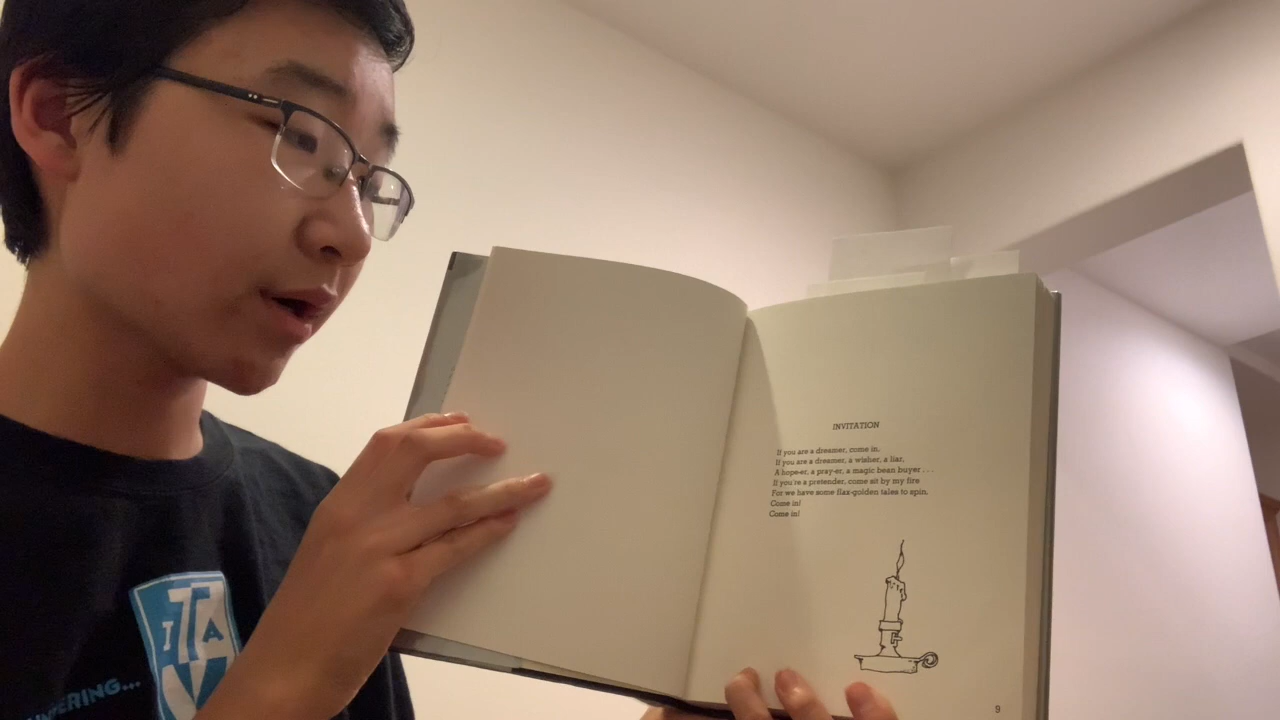 INVITATION
If you are a dreamer, come in,
If you are a dreamer, a wisher, a liar,
A hope-er, a pray-er, a magic bean buyer . . .
If you're a pretender, come sit by my fire
For we have some flax-golden tales to spin.
Come in!
Come in!
9
ITA